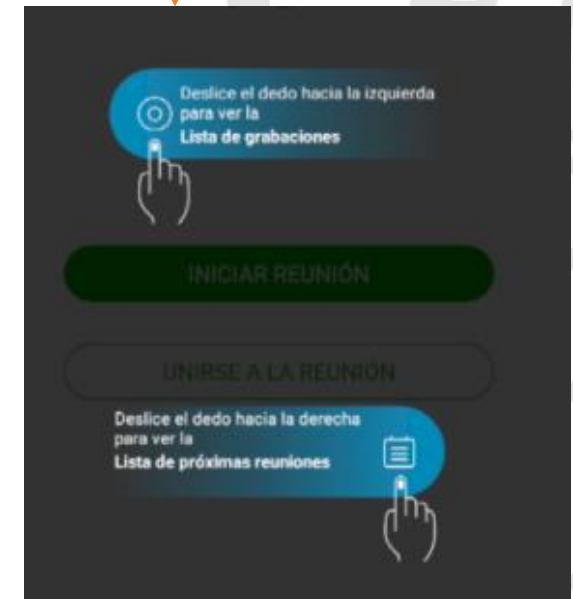 Deslice el dedo hacia la izquierda
para ver la
Lista de grabaciones
INICIAR REUNIÓN
UNIRSE A LA REUNIÓN
Deslice el dedo hacia la derecha
para ver la
Lista de próximas reuniones